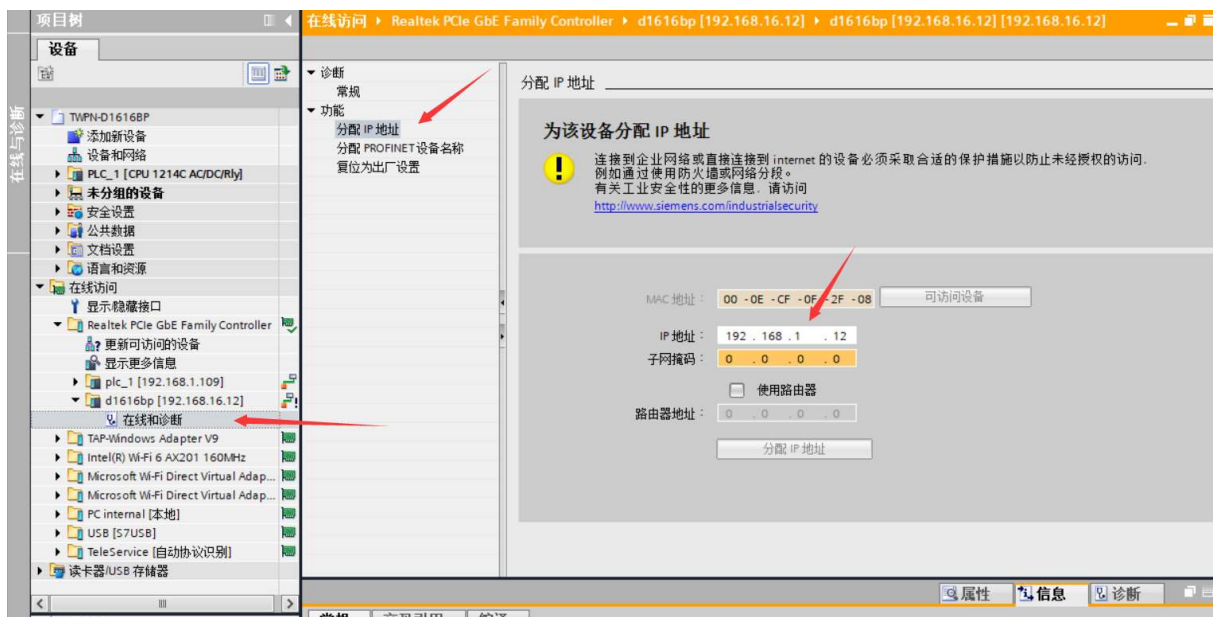 项目树
在线访问 ▸ Realtek PCIe GbE Family Controller ▸ d1616bp [192.168.16.12] ▸ d1616bp [192.168.16.12] [192.168.16.12]
设备
在线与诊断
TWPN-D1616BP
添加新设备
设备和网络
PLC_1 [CPU 1214C AC/DC/Rly]
未分组的设备
安全设置
公共数据
文档设置
语言和资源
在线访问
显示/隐藏接口
Realtek PCIe GbE Family Controller
更新可访问的设备
显示更多信息
plc_1 [192.168.1.109]
d1616bp [192.168.16.12]
在线和诊断
TAP-Windows Adapter V9
Intel(R) Wi-Fi 6 AX201 160MHz
Microsoft Wi-Fi Direct Virtual Adap...
Microsoft Wi-Fi Direct Virtual Adap...
PC internal [本地]
USB [S7USB]
TeleService [自动协议识别]
读卡器/USB 存储器
诊断
常规
功能
分配 IP 地址
分配 PROFINET 设备名称
复位为出厂设置
分配 IP 地址
为该设备分配 IP 地址
连接到企业网络或直接连接到 internet 的设备必须采取合适的保护措施以防止未经授权的访问.
例如通过使用防火墙或网络分段。
有关工业安全性的更多信息. 请访问
http://www.siemens.com/industrialsecurity
MAC 地址: 00 -0E -CF -0F -2F -08 可访问设备
IP 地址: 192 . 168 . 1 . 12
子网掩码: 0 . 0 . 0 . 0
使用路由器
路由器地址: 0 . 0 . 0 . 0
分配 IP 地址
属性 信息 诊断
常规 交叉引用 编译